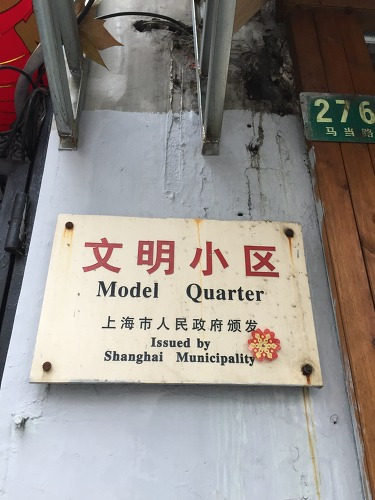 276
马当路
文明小区
Model Quarter
上海市人民政府颁发
Issued by
Shanghai Municipality